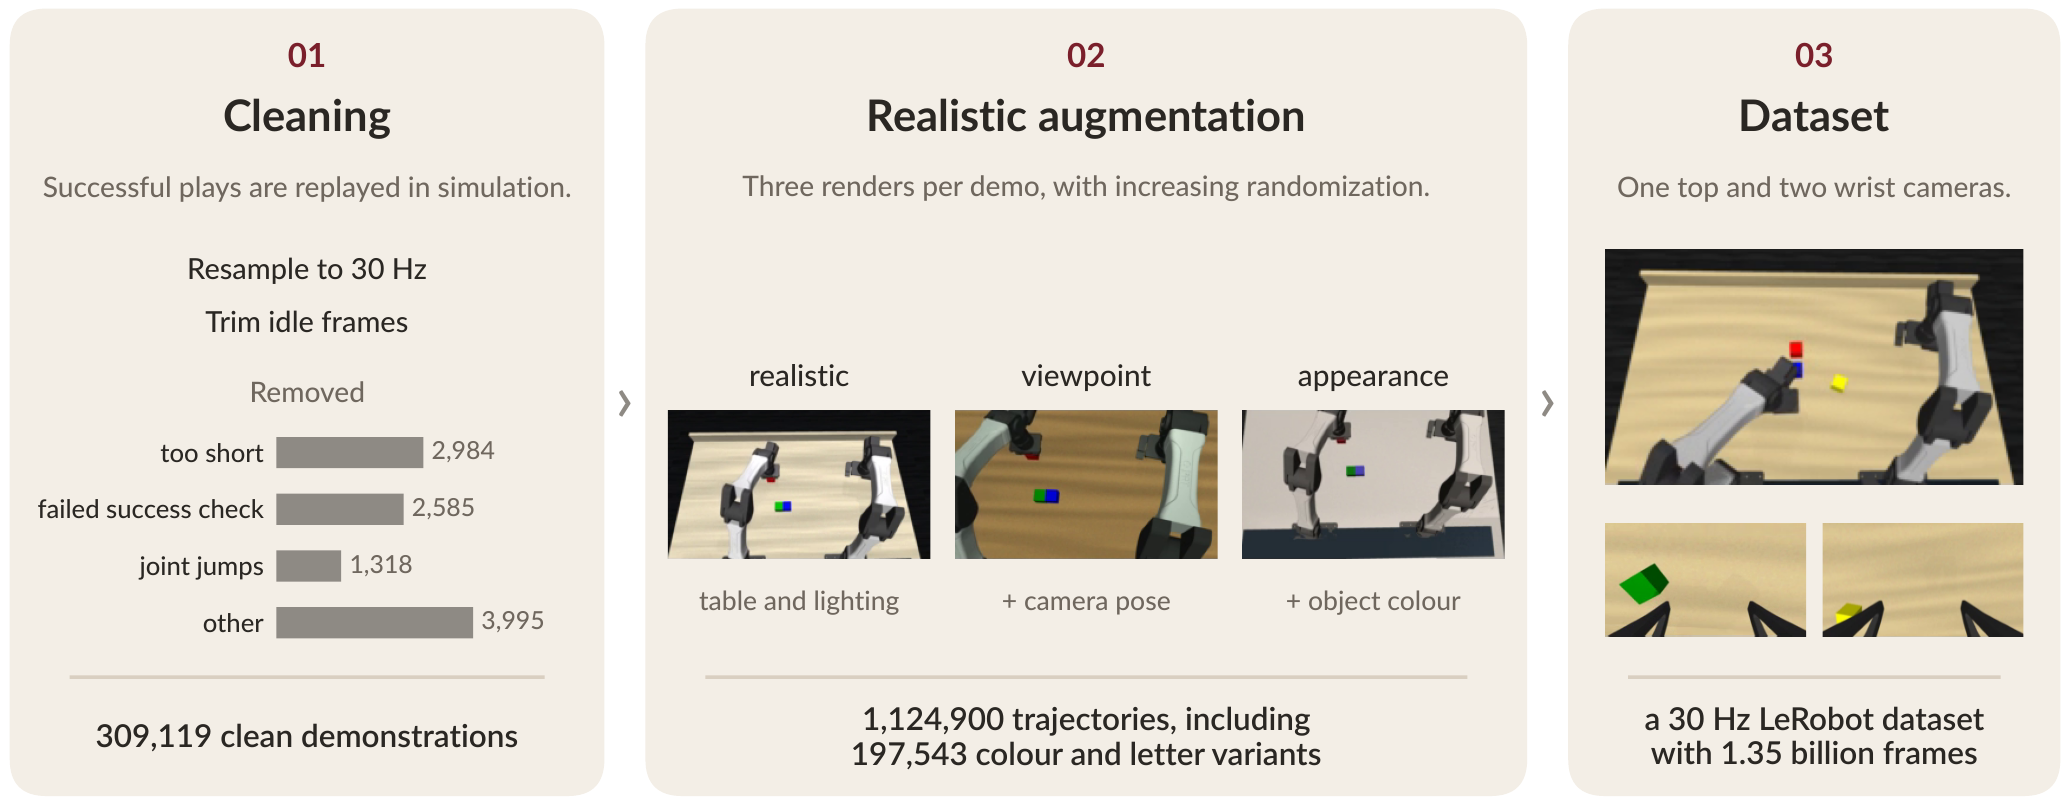 01
Cleaning
Successful plays are replayed in simulation.
Resample to 30 Hz
Trim idle frames
Removed
too short 2,984
failed success check 2,585
joint jumps 1,318
other 3,995
309,119 clean demonstrations
›
02
Realistic augmentation
Three renders per demo, with increasing randomization.
realistic
table and lighting
viewpoint
+ camera pose
appearance
+ object colour
1,124,900 trajectories, including
197,543 colour and letter variants
›
03
Dataset
One top and two wrist cameras.
a 30 Hz LeRobot dataset
with 1.35 billion frames